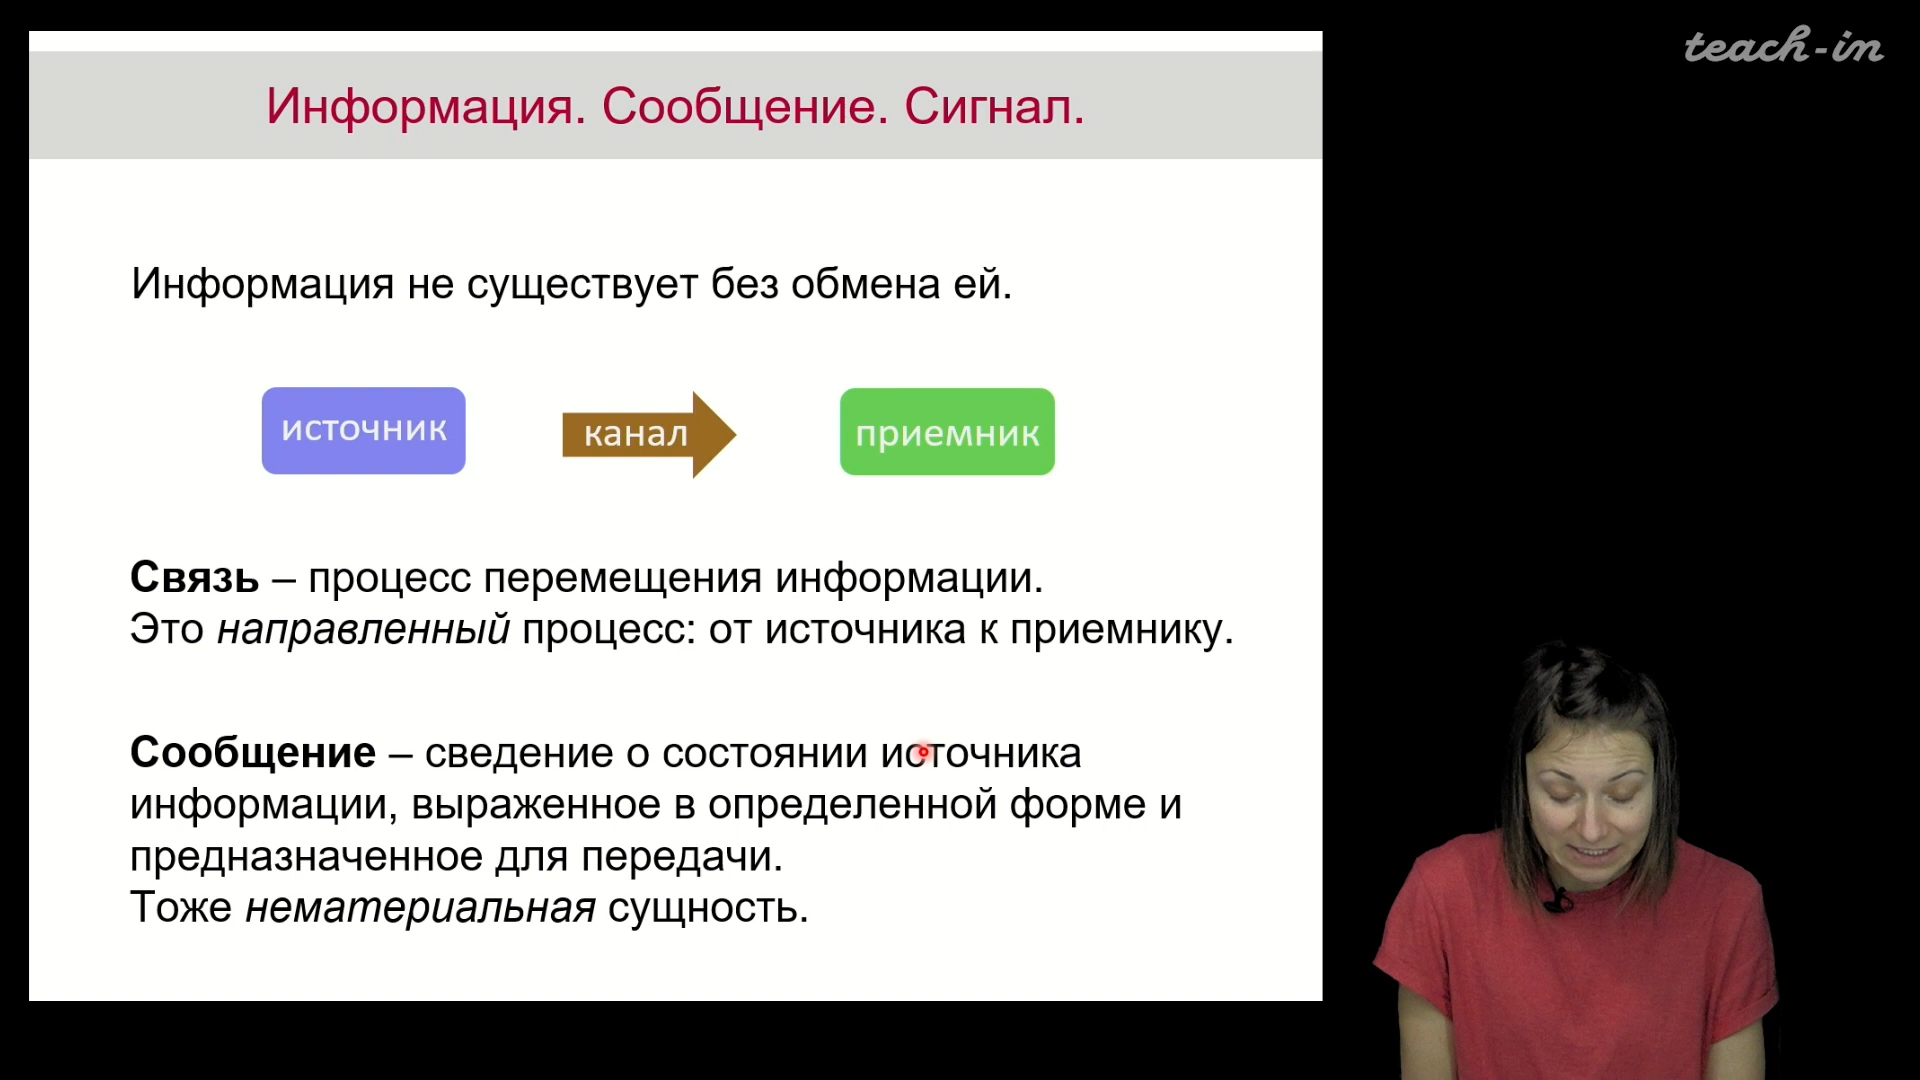 teach-in
Информация. Сообщение. Сигнал.
Информация не существует без обмена ей.
источник
канал
приемник
Связь – процесс перемещения информации.
Это направленный процесс: от источника к приемнику.
Сообщение – сведение о состоянии источника
информации, выраженное в определенной форме и
предназначенное для передачи.
Тоже нематериальная сущность.